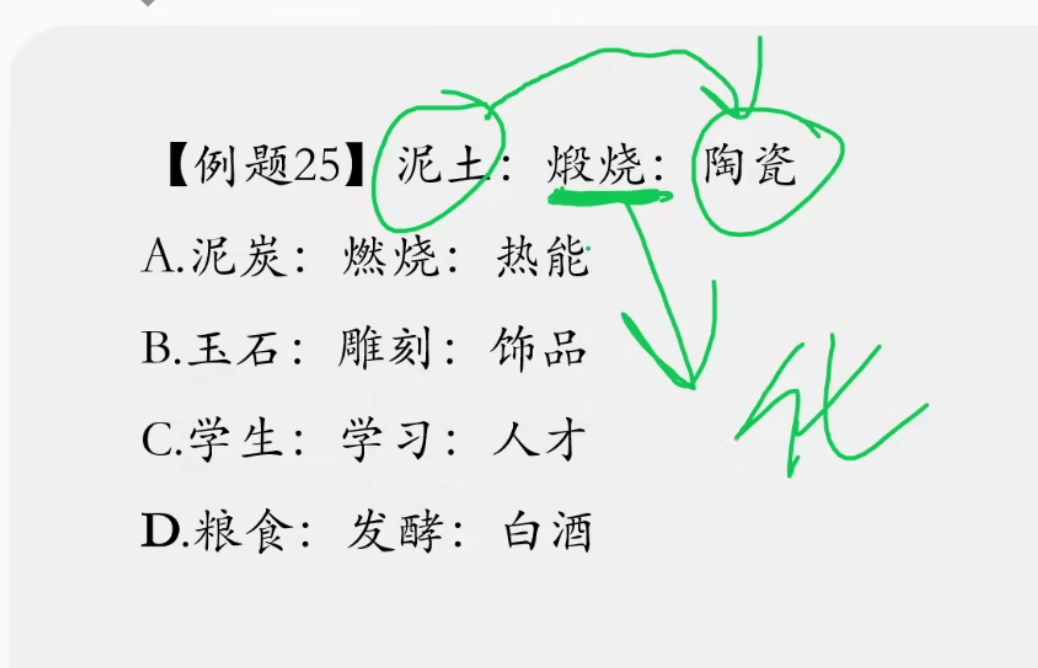 【例题25】泥土：煅烧：陶瓷
A.泥炭：燃烧：热能
B.玉石：雕刻：饰品
化
C.学生：学习：人才
D.粮食：发酵：白酒